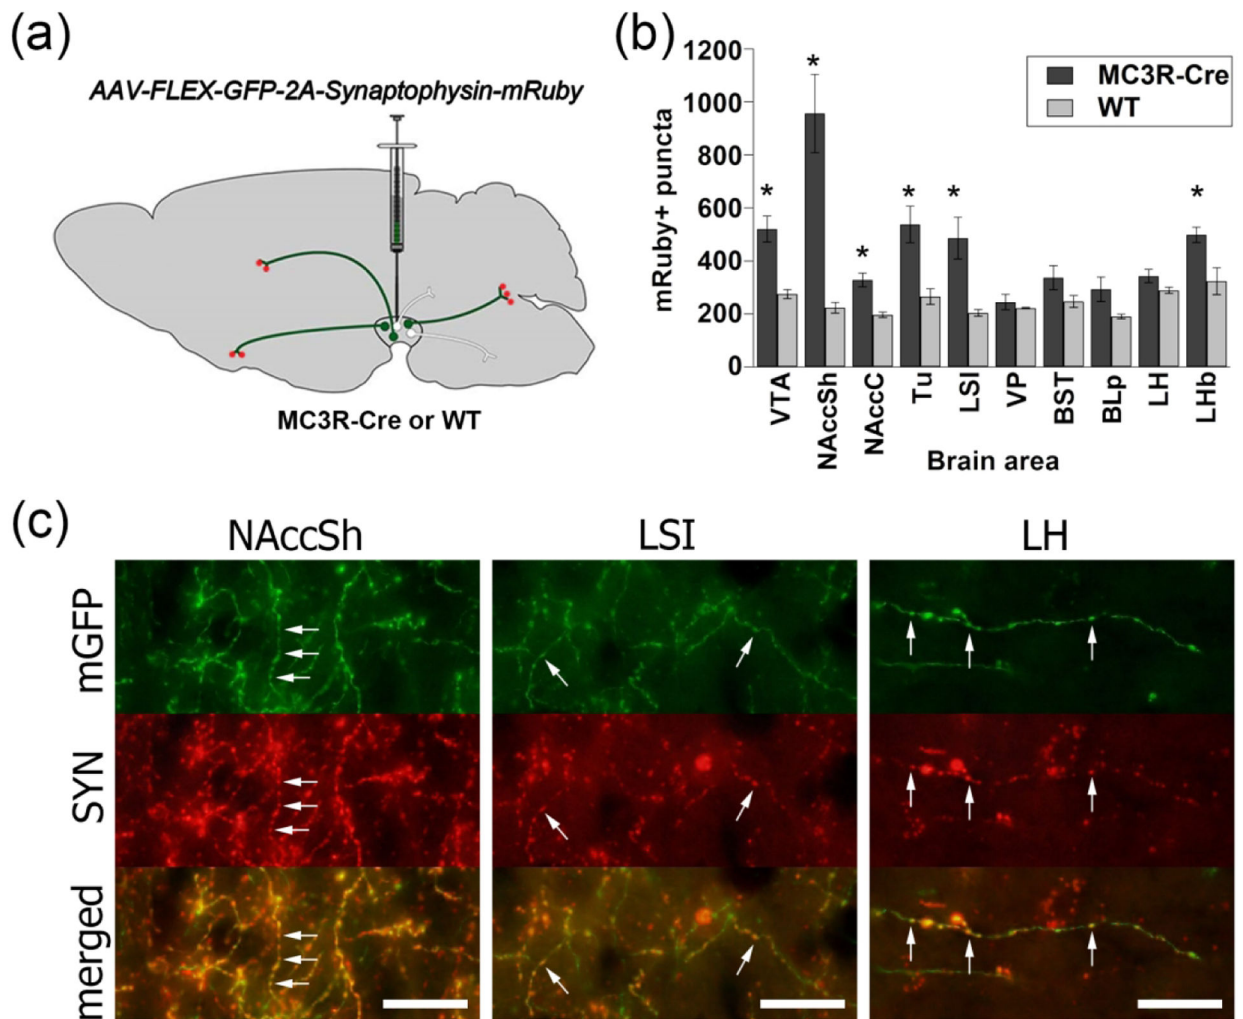 (a)
AAV-FLEX-GFP-2A-Synaptophysin-mRuby
MC3R-Cre or WT
(b)
mRuby+ puncta
1200
1000
800
600
400
200
0
* * * * * *
MC3R-Cre
WT
VTA
NAccSh
NAccC
Tu
LSI
VP
BST
BLp
LH
LHb
Brain area
(c)
NAccSh
LSI
LH
mGFP
SYN
merged